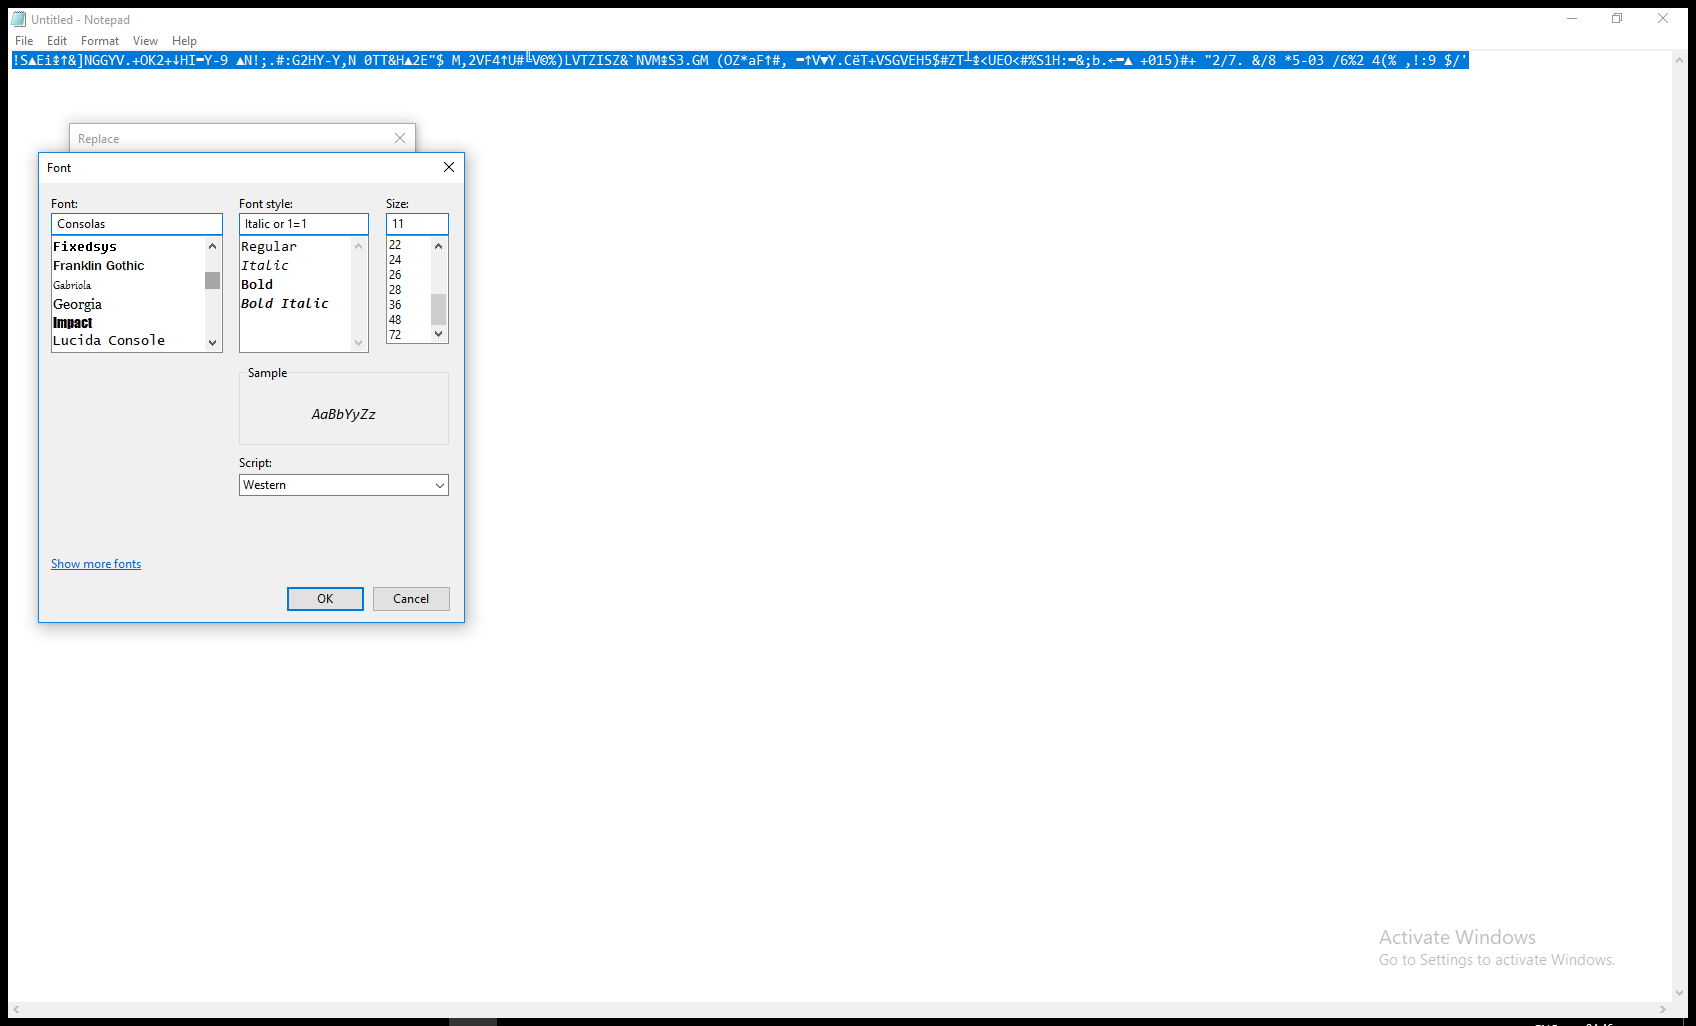 Untitled - Notepad
File Edit Format View Help
!S▲Ei↨↑&]NGGYV.+OK2+↓HI━Y-9 ▲N!;.#:G2HY-Y,N 0TT&H▲2E"$ M,2VF4↑U#╚V©%)LVTZISZ&`NVM↨S3.GM (OZ*aF↑#, ━↑V▼Y.CëT+VSGVEH5$#ZT┴↨<UEO<#%S1H:━&;b.←━▲ +015)#+ "2/7. &/8 *5-03 /6%2 4(% ,!:9 $/'
Replace
Font
Font: Font style: Size:
Consolas Italic or 1=1 11
Fixedsys
Franklin Gothic
Gabriola
Georgia
Impact
Lucida Console
Regular
Italic
Bold
Bold Italic
22
24
26
28
36
48
72
Sample
AaBbYyZz
Script:
Western
Show more fonts
OK Cancel
Activate Windows
Go to Settings to activate Windows.